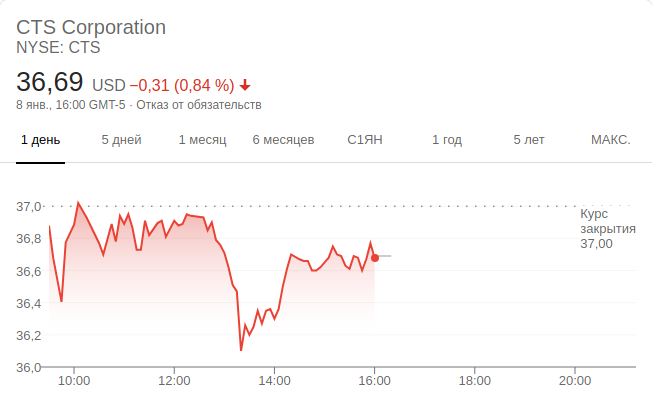 CTS Corporation
NYSE: CTS
36,69 USD −0,31 (0,84 %)
8 янв., 16:00 GMT-5 · Отказ от обязательств
1 день 5 дней 1 месяц 6 месяцев С1ЯН 1 год 5 лет МАКС.
37,0
36,8
36,6
36,4
36,2
36,0
Курс
закрытия
37,00
10:00 12:00 14:00 16:00 18:00 20:00